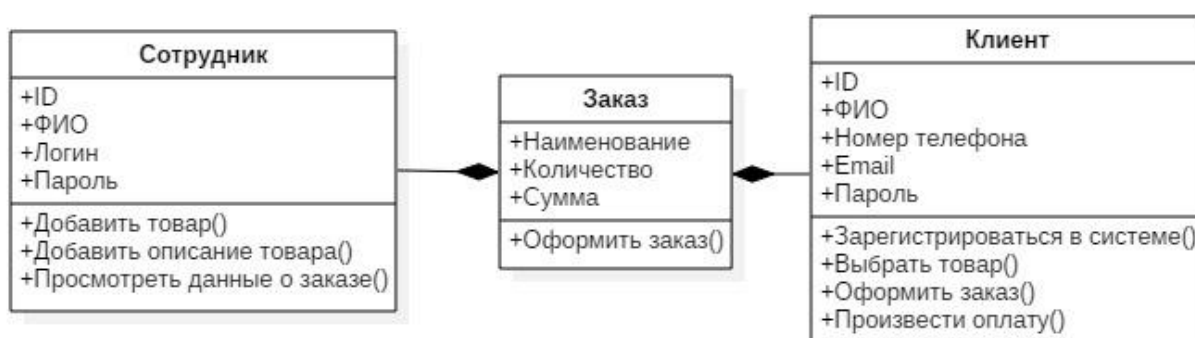 Сотрудник
+ID
+ФИО
+Логин
+Пароль
+Добавить товар()
+Добавить описание товара()
+Просмотреть данные о заказе()
Заказ
+Наименование
+Количество
+Сумма
+Оформить заказ()
Клиент
+ID
+ФИО
+Номер телефона
+Email
+Пароль
+Зарегистрироваться в системе()
+Выбрать товар()
+Оформить заказ()
+Произвести оплату()